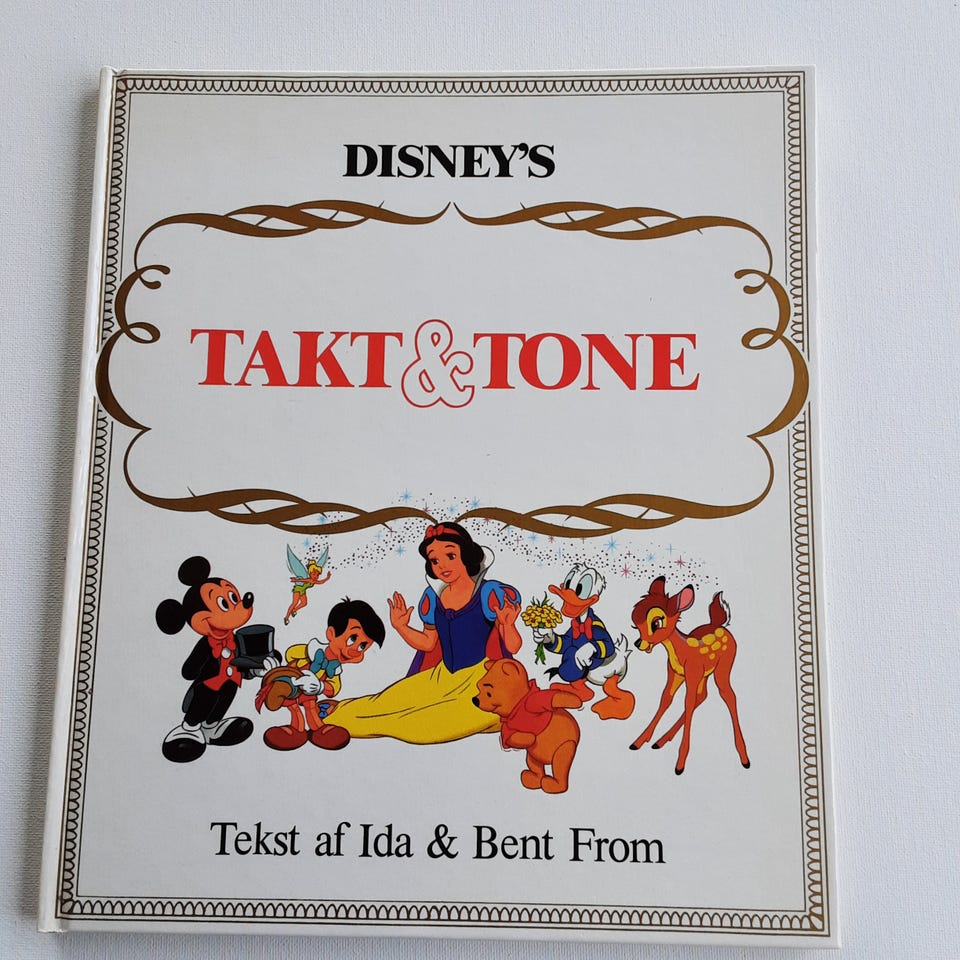 DISNEY'S
TAKT & TONE
Tekst af Ida & Bent From